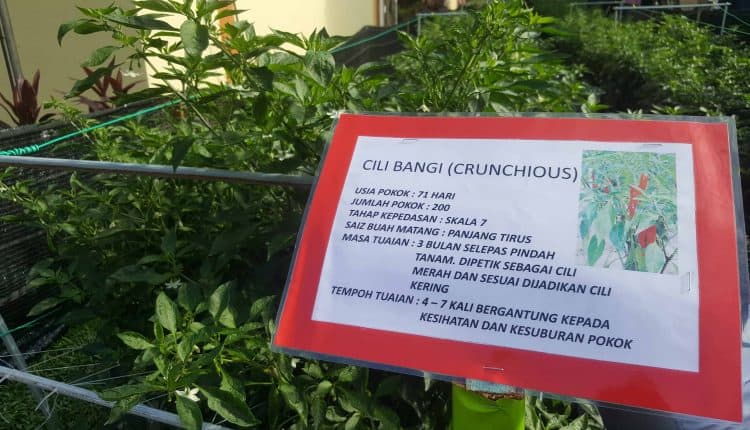 CILI BANGI (CRUNCHIOUS)
USIA POKOK : 71 HARI
JUMLAH POKOK : 200
TAHAP KEPEDASAN : SKALA 7
SAIZ BUAH MATANG : PANJANG TIRUS
MASA TUAIAN : 3 BULAN SELEPAS PINDAH
TANAM. DIPETIK SEBAGAI CILI
MERAH DAN SESUAI DIJADIKAN CILI
KERING
TEMPOH TUAIAN : 4 – 7 KALI BERGANTUNG KEPADA
KESIHATAN DAN KESUBURAN POKOK